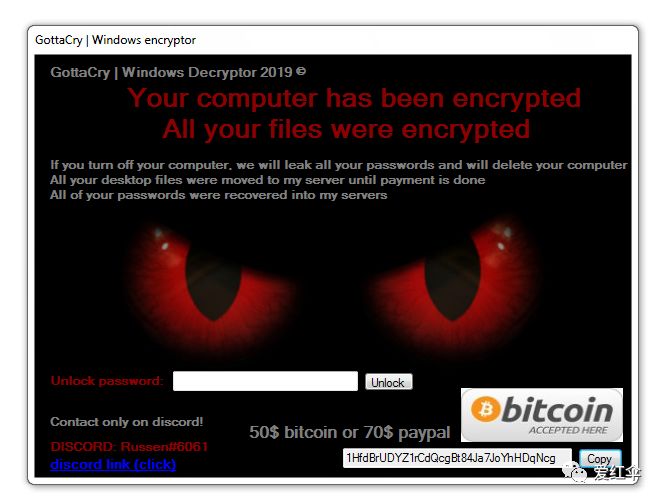 GottaCry | Windows encryptor
GottaCry | Windows Decryptor 2019 ©
Your computer has been encrypted
All your files were encrypted
If you turn off your computer, we will leak all your passwords and will delete your computer
All your desktop files were moved to my server until payment is done
All of your passwords were recovered into my servers
Unlock password:
Unlock
Contact only on discord!
DISCORD: Russen#6061
discord link (click)
50$ bitcoin or 70$ paypal
bitcoin
ACCEPTED HERE
1HfdBrUDYZ1rCdQcgBt84Ja7JoYhHDqNcg
Copy
爱红伞